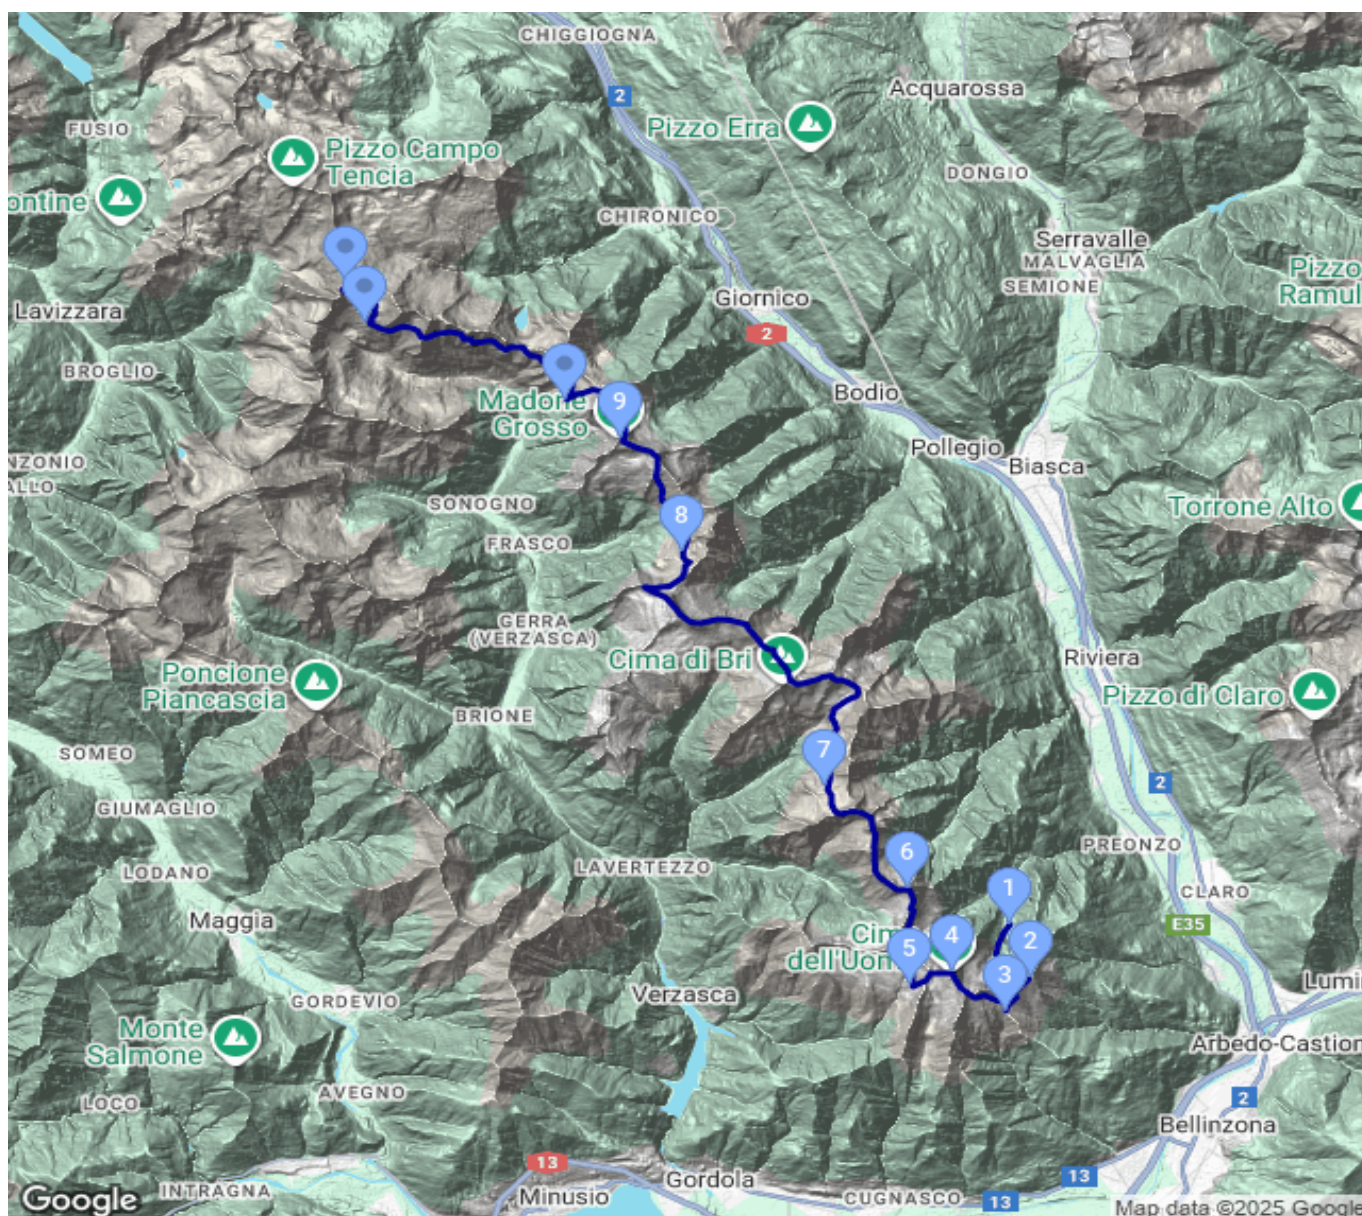 CHIGGIOGNA
2
Acquarossa
FUSIO
Pizzo Erra
Pizzo Campo
Tencia
DONGIO
ontine
CHIRONICO
Serravalle
MALVAGLIA
Pizzo
SEMIONE
Ramul
Lavizzara
Giornico
2
BROGLIO
Bodio
Madone
Grosso
9
Pollegio
NZONIO
Biasca
ALLO
SONOGNO
Torrone Alto
8
FRASCO
GERRA
(VERZASCA)
Cima di Bri
Riviera
Poncione
Piancascia
Pizzo di Claro
BRIONE
SOMEO
7
2
GIUMAGLIO
PREONZO
6
LAVERTEZZO
LODANO
1
CLARO
Maggia
E35
Cim
4
2
dell'Uon
5
3
Lumi
Verzasca
GORDEVIO
Monte
Salmone
Arbedo-Castion
AVEGNO
LOCO
2
Bellinzona
13
13
Gordola
INTRAGNA
Minusio
CUGNASCO
13
Google
Map data ©2025 Google